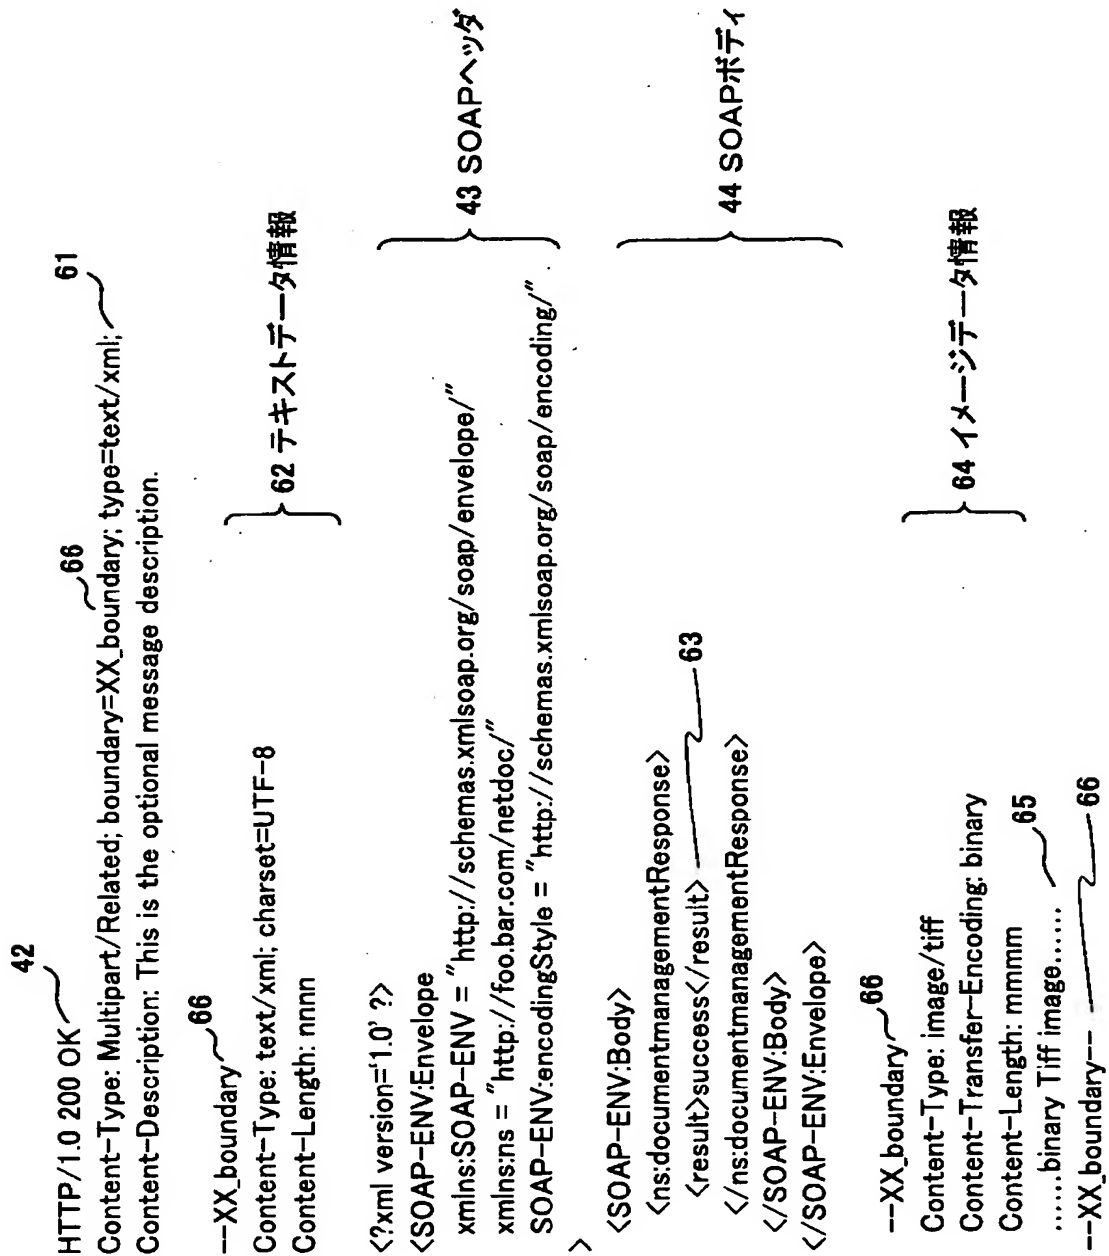 42
HTTP/1.0 200 OK
66
61
Content-Type: Multipart/Related; boundary=XX_boundary; type=text/xml;
Content-Description: This is the optional message description.
--XX_boundary 66
Content-Type: text/xml; charset=UTF-8
Content-Length: nnnn
62 テキストデータ情報
<?xml version='1.0' ?>
<SOAP-ENV:Envelope
xmlns:SOAP-ENV = "http://schemas.xmlsoap.org/soap/envelope/"
xmlns:ns = "http://foo.bar.com/netdoc/"
SOAP-ENV:encodingStyle = "http://schemas.xmlsoap.org/soap/encoding/"
>
43 SOAPヘッダ
<SOAP-ENV:Body>
<ns:documentmanagementResponse>
<result>success</result> 63
</ns:documentmanagementResponse>
</SOAP-ENV:Body>
</SOAP-ENV:Envelope>
44 SOAPボディ
--XX_boundary 66
Content-Type: image/tiff
Content-Transfer-Encoding: binary
Content-Length: mmmm
......binary Tiff image...... 65
--XX_boundary-- 66
64 イメージデータ情報